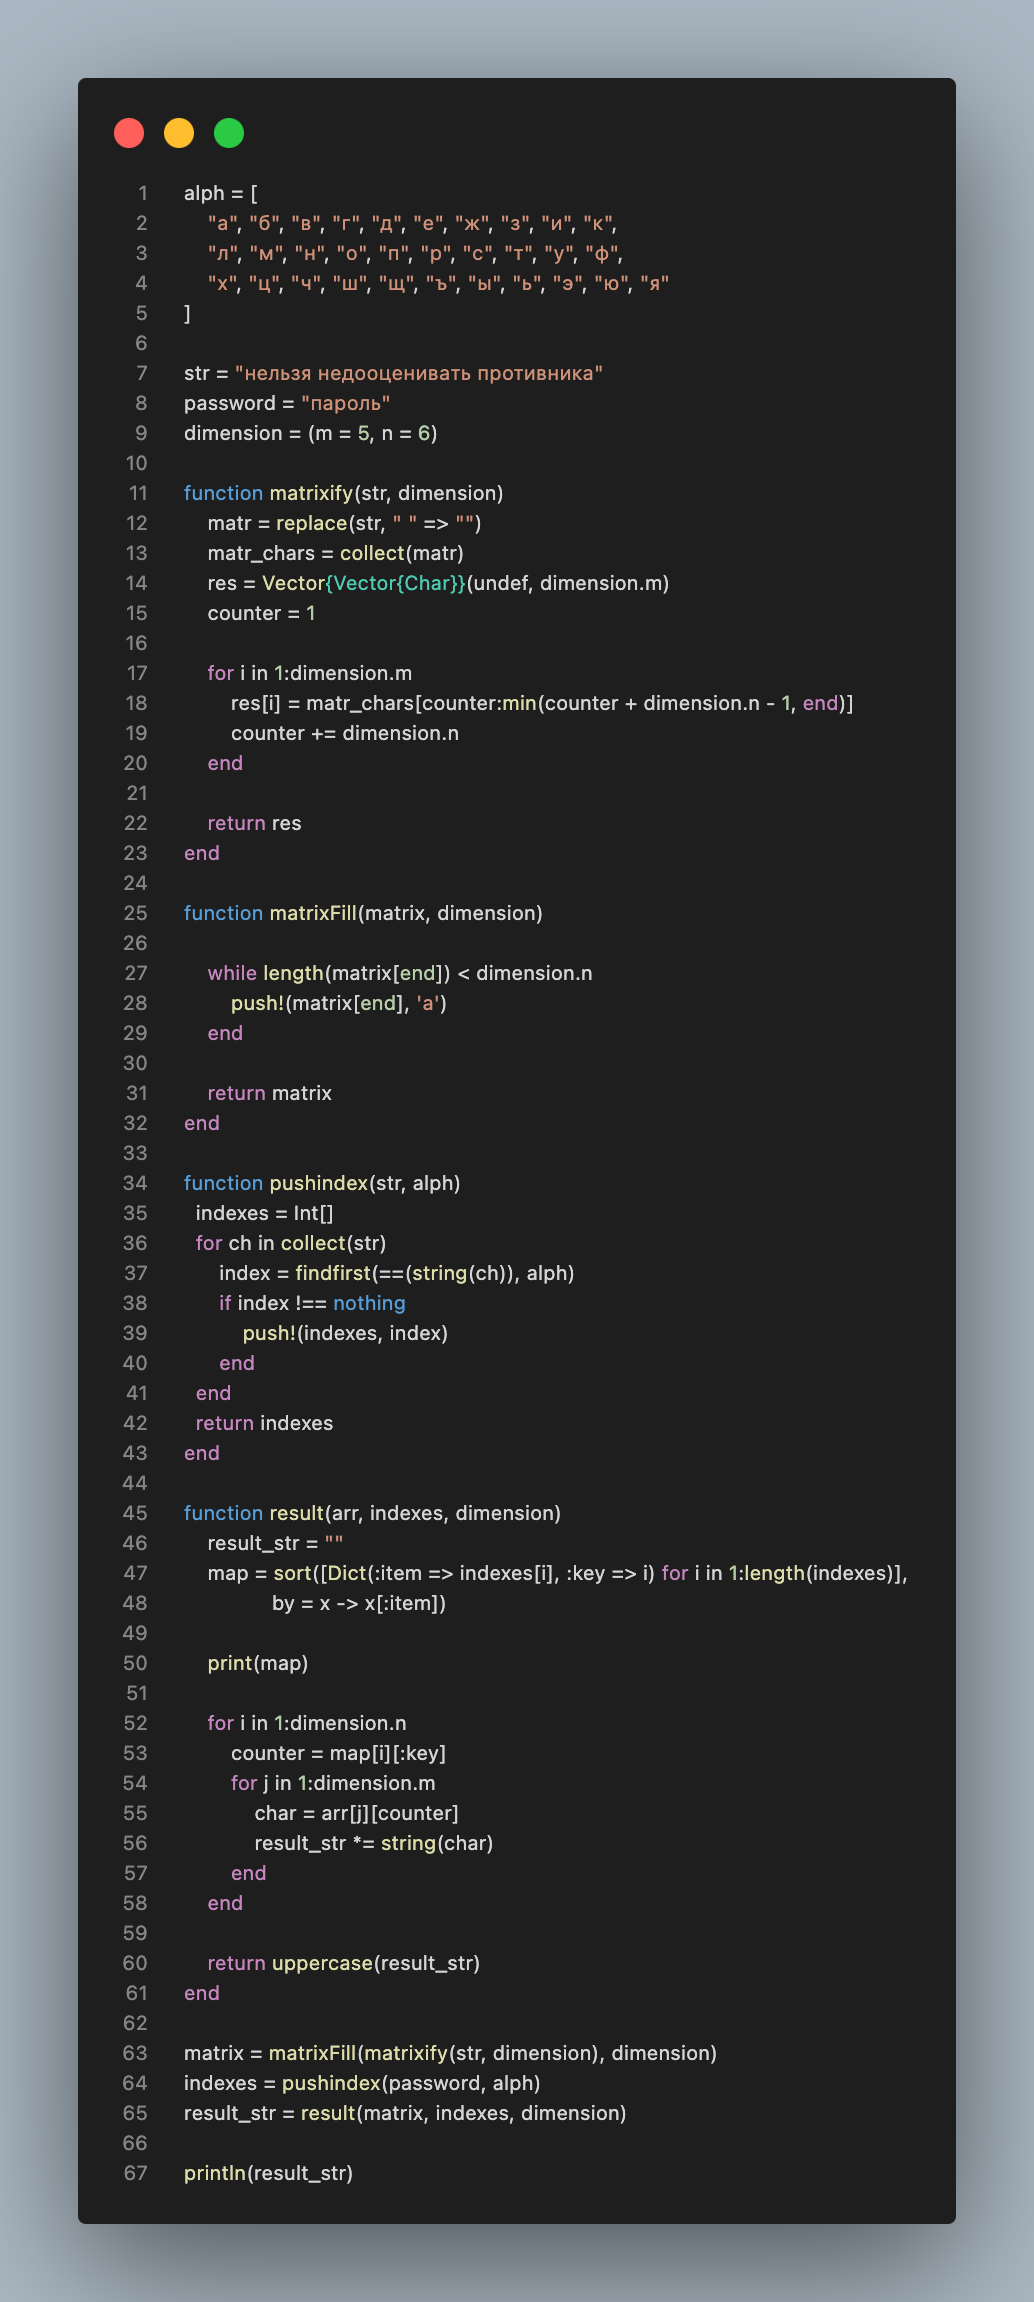 1 alph = [
2 "а", "б", "в", "г", "д", "е", "ж", "з", "и", "к",
3 "л", "м", "н", "о", "п", "р", "с", "т", "у", "ф",
4 "х", "ц", "ч", "ш", "щ", "ъ", "ы", "ь", "э", "ю", "я"
5 ]
6
7 str = "нельзя недооценивать противника"
8 password = "пароль"
9 dimension = (m = 5, n = 6)
10
11 function matrixify(str, dimension)
12 matr = replace(str, " " => "")
13 matr_chars = collect(matr)
14 res = Vector{Vector{Char}}(undef, dimension.m)
15 counter = 1
16
17 for i in 1:dimension.m
18 res[i] = matr_chars[counter:min(counter + dimension.n - 1, end)]
19 counter += dimension.n
20 end
21
22 return res
23 end
24
25 function matrixFill(matrix, dimension)
26
27 while length(matrix[end]) < dimension.n
28 push!(matrix[end], 'а')
29 end
30
31 return matrix
32 end
33
34 function pushindex(str, alph)
35 indexes = Int[]
36 for ch in collect(str)
37 index = findfirst(==(string(ch)), alph)
38 if index !== nothing
39 push!(indexes, index)
40 end
41 end
42 return indexes
43 end
44
45 function result(arr, indexes, dimension)
46 result_str = ""
47 map = sort([Dict(:item => indexes[i], :key => i) for i in 1:length(indexes)],
48 by = x -> x[:item])
49
50 print(map)
51
52 for i in 1:dimension.n
53 counter = map[i][:key]
54 for j in 1:dimension.m
55 char = arr[j][counter]
56 result_str *= string(char)
57 end
58 end
59
60 return uppercase(result_str)
61 end
62
63 matrix = matrixFill(matrixify(str, dimension), dimension)
64 indexes = pushindex(password, alph)
65 result_str = result(matrix, indexes, dimension)
66
67 println(result_str)